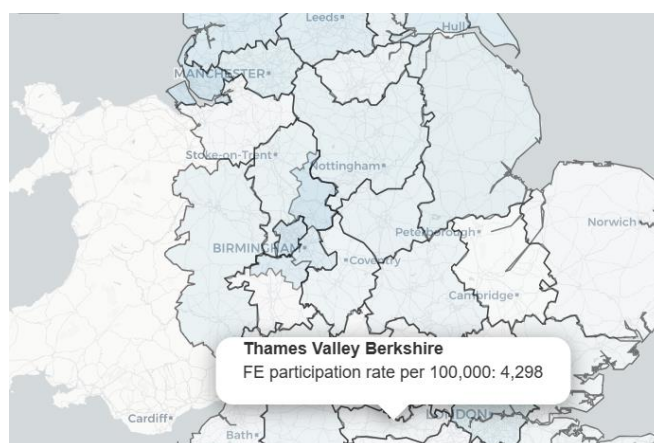 Leeds
Hull
MANCHESTER
Stoke-on-Trent
Nottingham
Norwich
Peterborough
BIRMINGHAM
Coventry
Cambridge
Thames Valley Berkshire
FE participation rate per 100,000: 4,298
Cardiff
LONDON
Bath